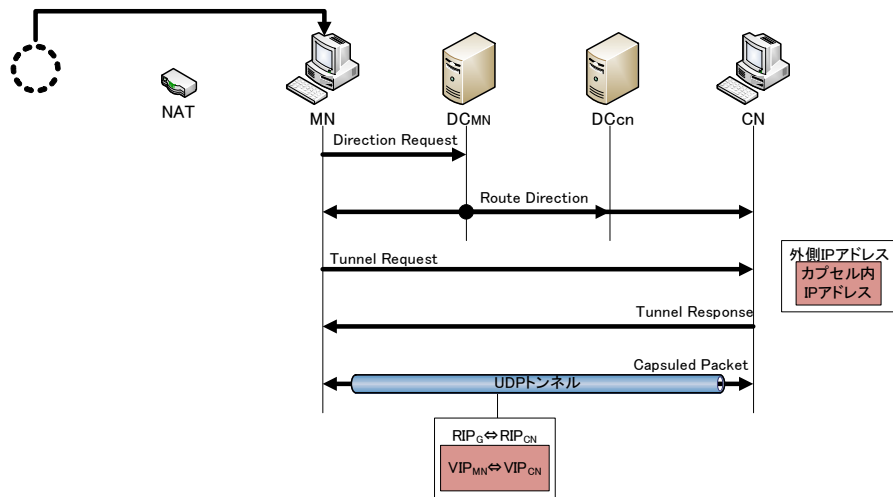 NAT
MN
DCMN
DCcn
CN
Direction Request
Route Direction
Tunnel Request
外側IPアドレス
カプセル内
IPアドレス
Tunnel Response
Capsuled Packet
UDPトンネル
RIPG⇔RIPCN
VIPMN⇔VIPCN